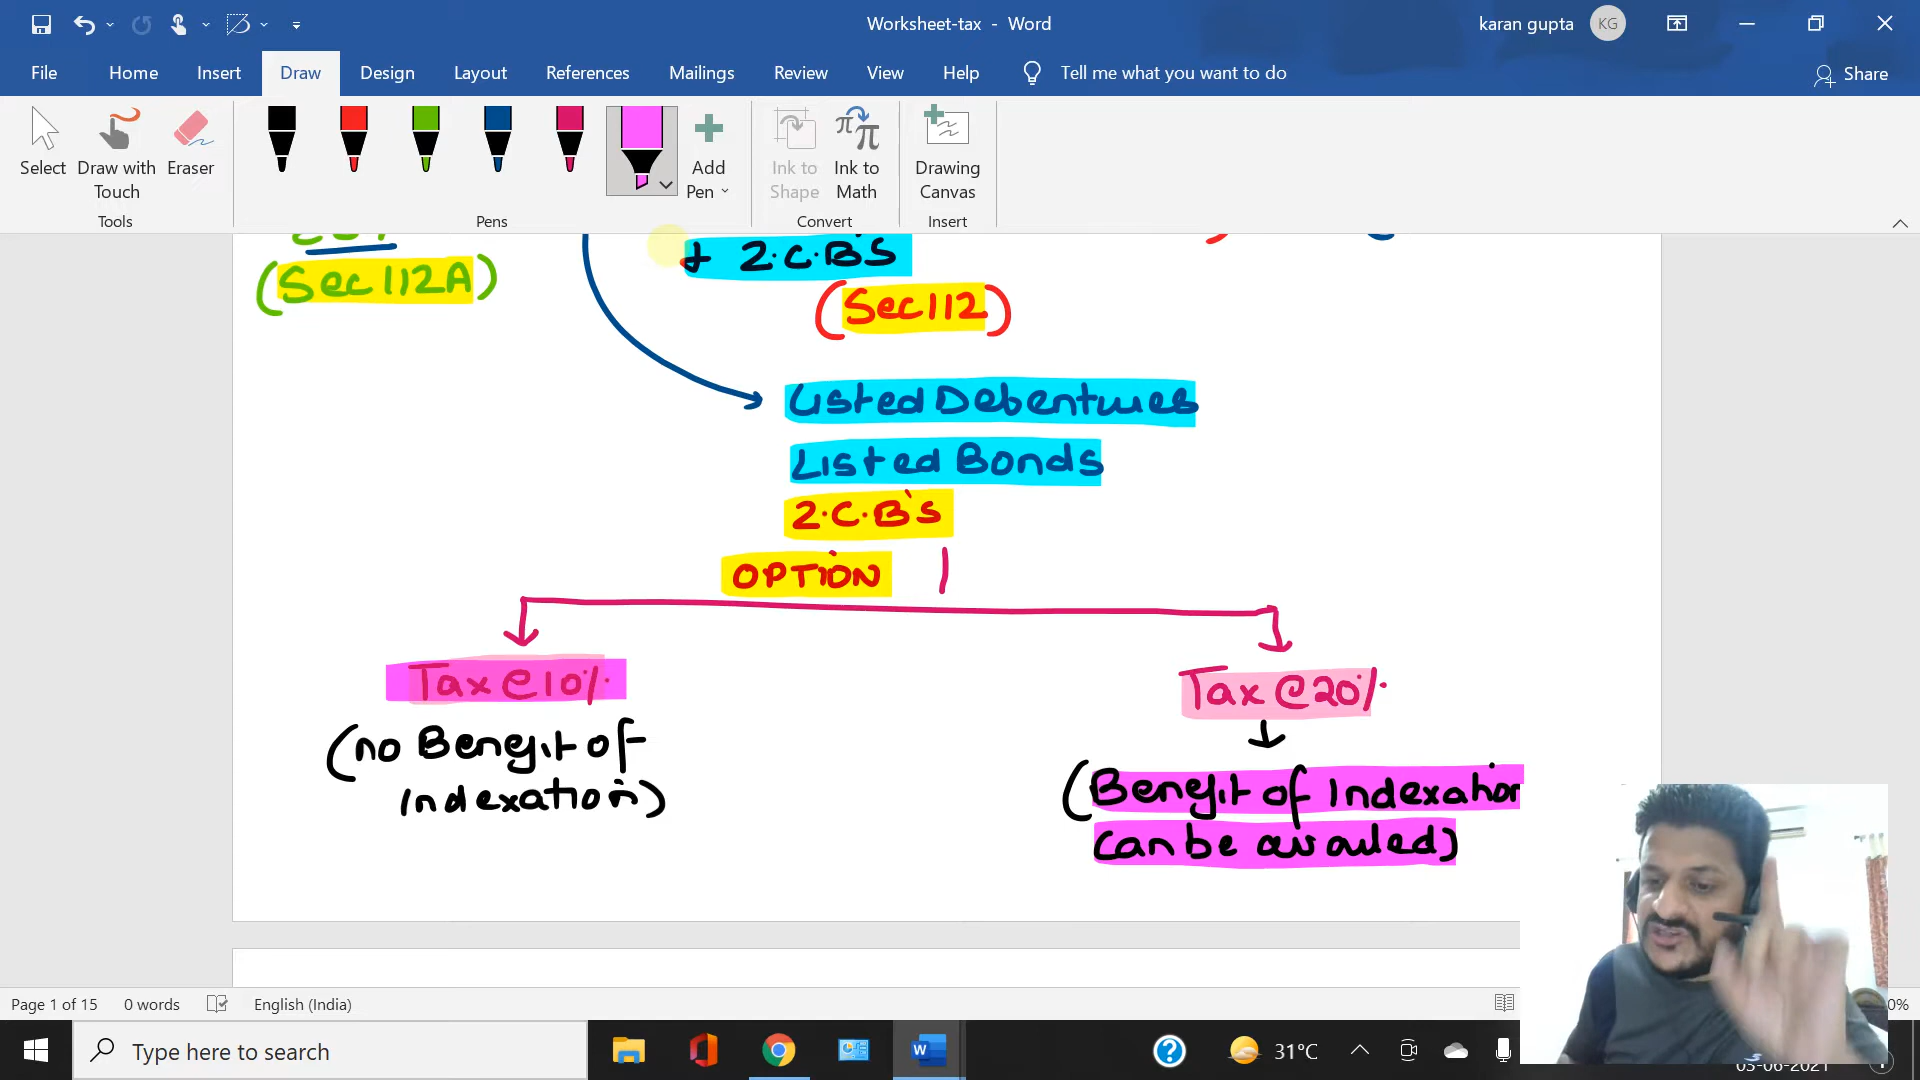 Worksheet-tax - Word
karan gupta
KG
File
Home
Insert
Draw
Design
Layout
References
Mailings
Review
View
Help
Tell me what you want to do
Share
Select
Draw with
Touch
Eraser
Add
Pen
Ink to
Shape
Ink to
Math
Drawing
Canvas
Tools
Pens
Convert
Insert
+ Z.C.B'S
(Sec 112A)
(Sec 112)
Listed Debentures
Listed Bonds
Z.C.B's
OPTION
Tax @ 10%
Tax @ 20%
(no Benefit of
Indexation)
(Benefit of Indexation
can be availed)
Page 1 of 15
0 words
English (India)
0%
Type here to search
31°C
03-06-2021